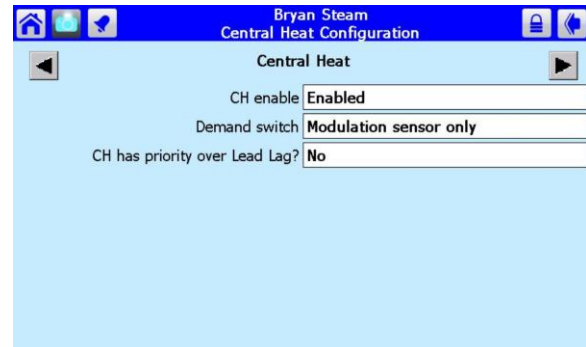 Bryan Steam
Central Heat Configuration
Central Heat
CH enable Enabled
Demand switch Modulation sensor only
CH has priority over Lead Lag? No